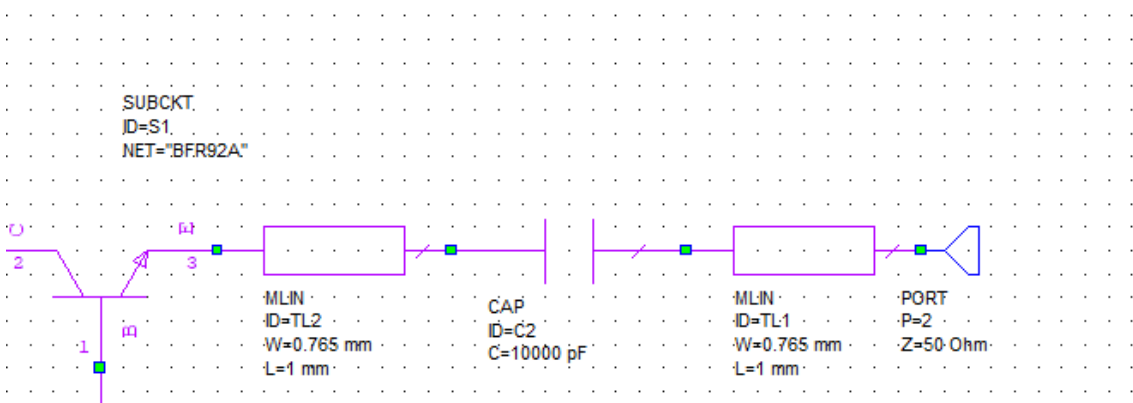 SUBCKT
ID=S1
NET="BFR92A"
C
2
E
3
B
1
MLIN
ID=TL2
W=0.765 mm
L=1 mm
CAP
ID=C2
C=10000 pF
MLIN
ID=TL1
W=0.765 mm
L=1 mm
PORT
P=2
Z=50 Ohm